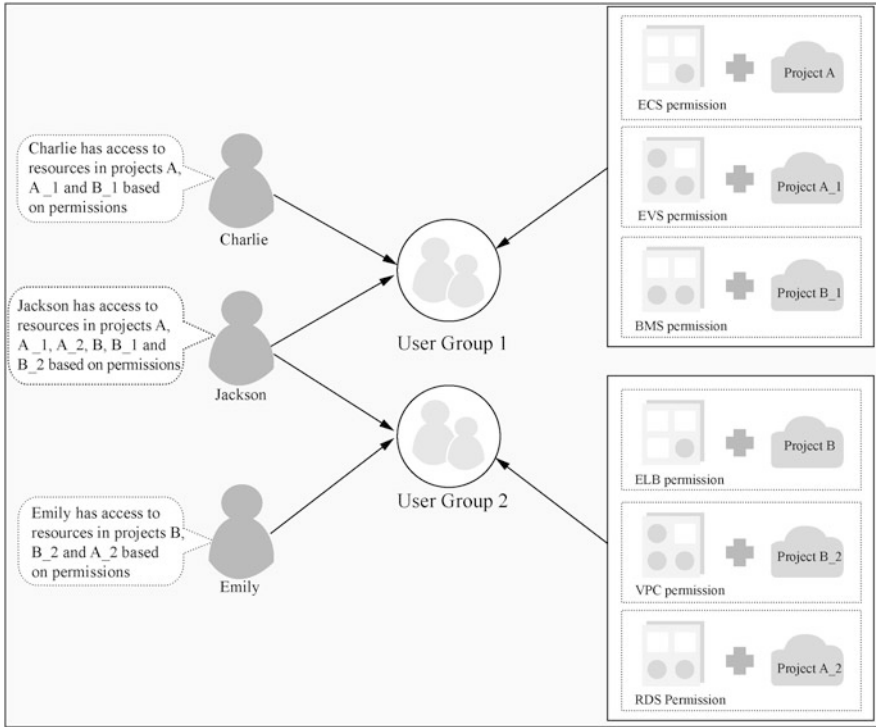 Charlie has access to
resources in projects A,
A_1 and B_1 based
on permissions
Charlie
Jackson has access to
resources in projects A,
A_1, A_2, B, B_1 and
B_2 based on permissions
Jackson
Emily has access to
resources in projects B,
B_2 and A_2 based
on permissions
Emily
User Group 1
User Group 2
Project A
ECS permission
Project A_1
EVS permission
Project B_1
BMS permission
Project B
ELB permission
Project B_2
VPC permission
Project A_2
RDS Permission